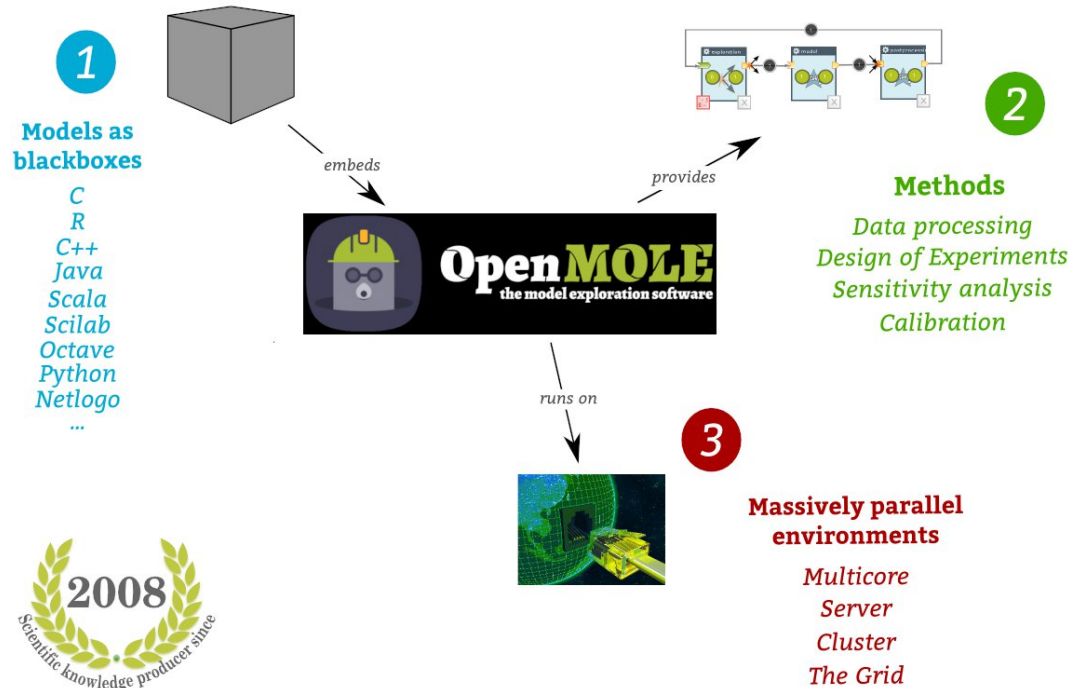 1
Models as
blackboxes
C
R
C++
Java
Scala
Scilab
Octave
Python
Netlogo
...
embeds
exploration
model
provides
2
Methods
Data processing
Design of Experiments
Sensitivity analysis
Calibration
OpenMOLE
the model exploration software
runs on
3
Massively parallel
environments
Multicore
Server
Cluster
The Grid
2008
Scientific knowledge producer since